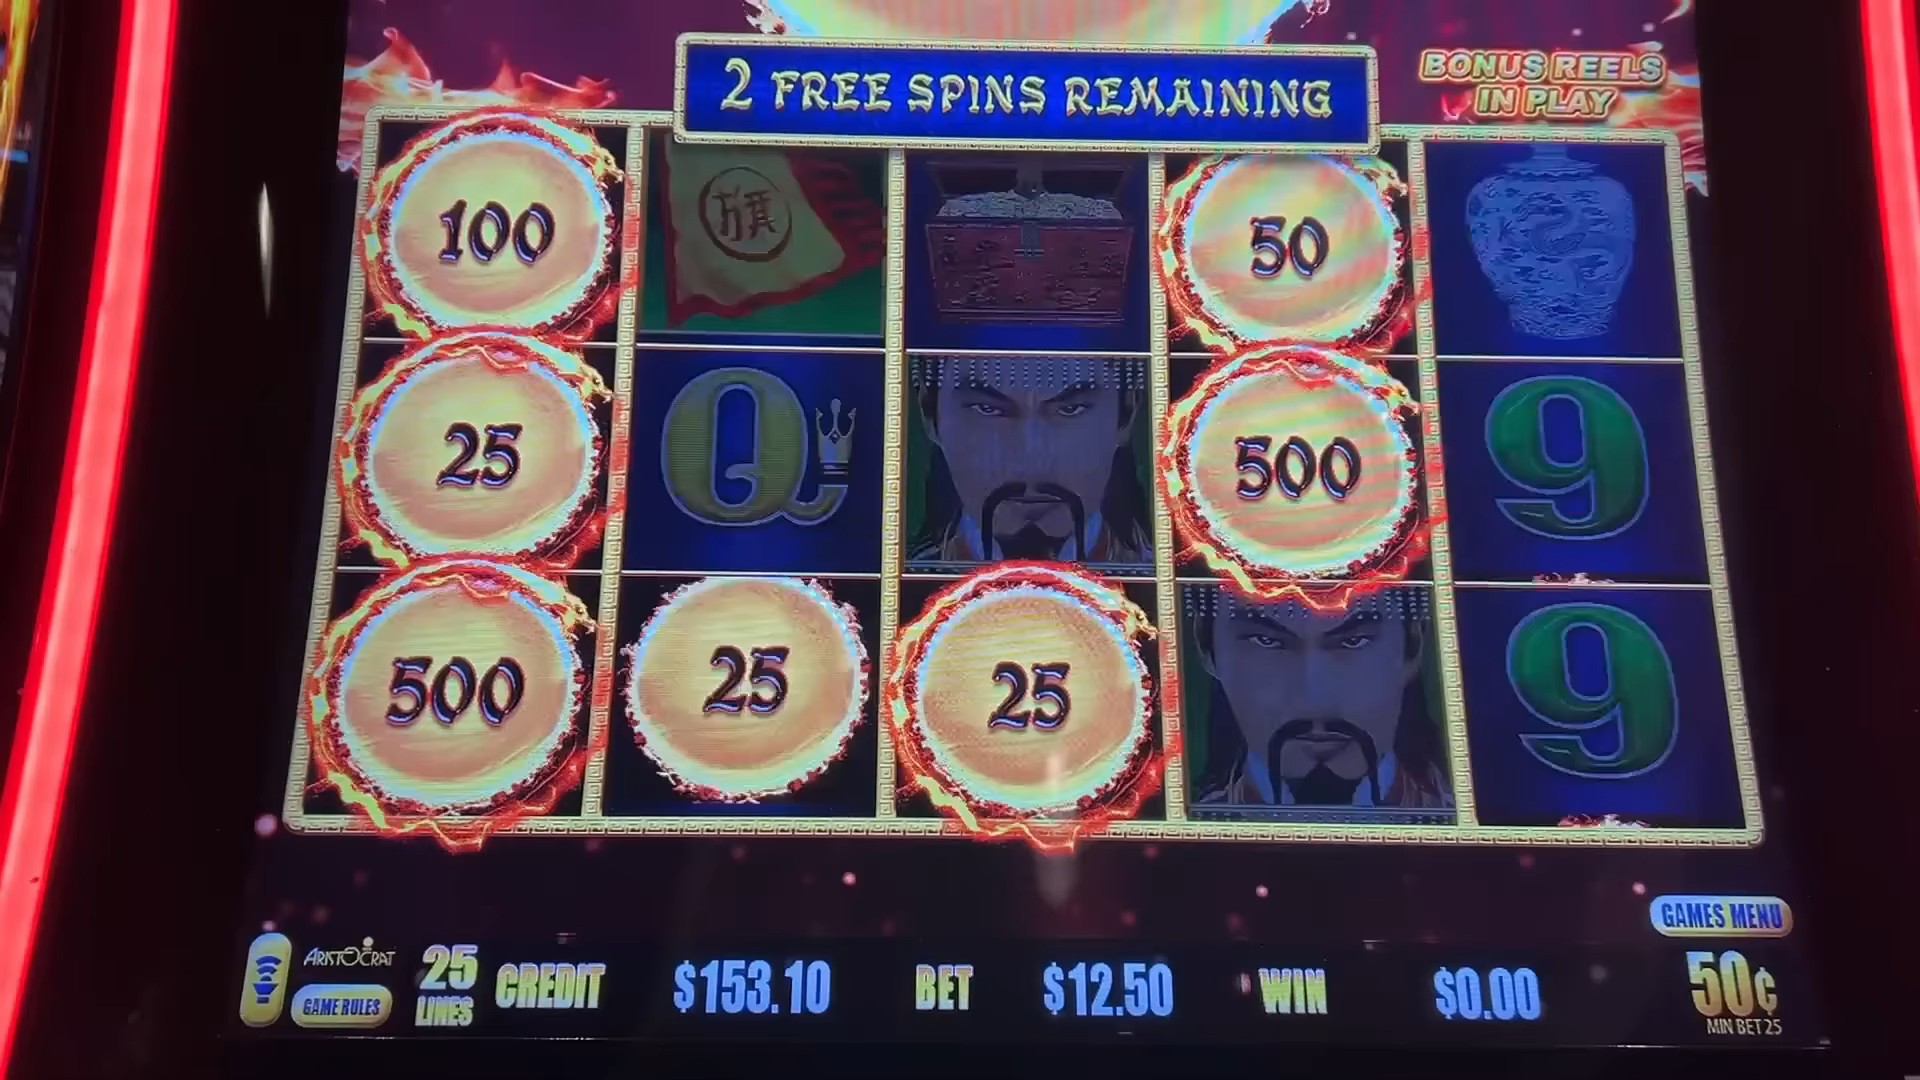 2 FREE SPINS REMAINING
BONUS REELS
IN PLAY
100
旗
50
25
Q
500
9
500
25
25
9
GAMES MENU
ARISTOCRAT
GAME RULES
25
LINES
CREDIT $153.10 BET $12.50 WIN $0.00
50¢
MIN BET 25